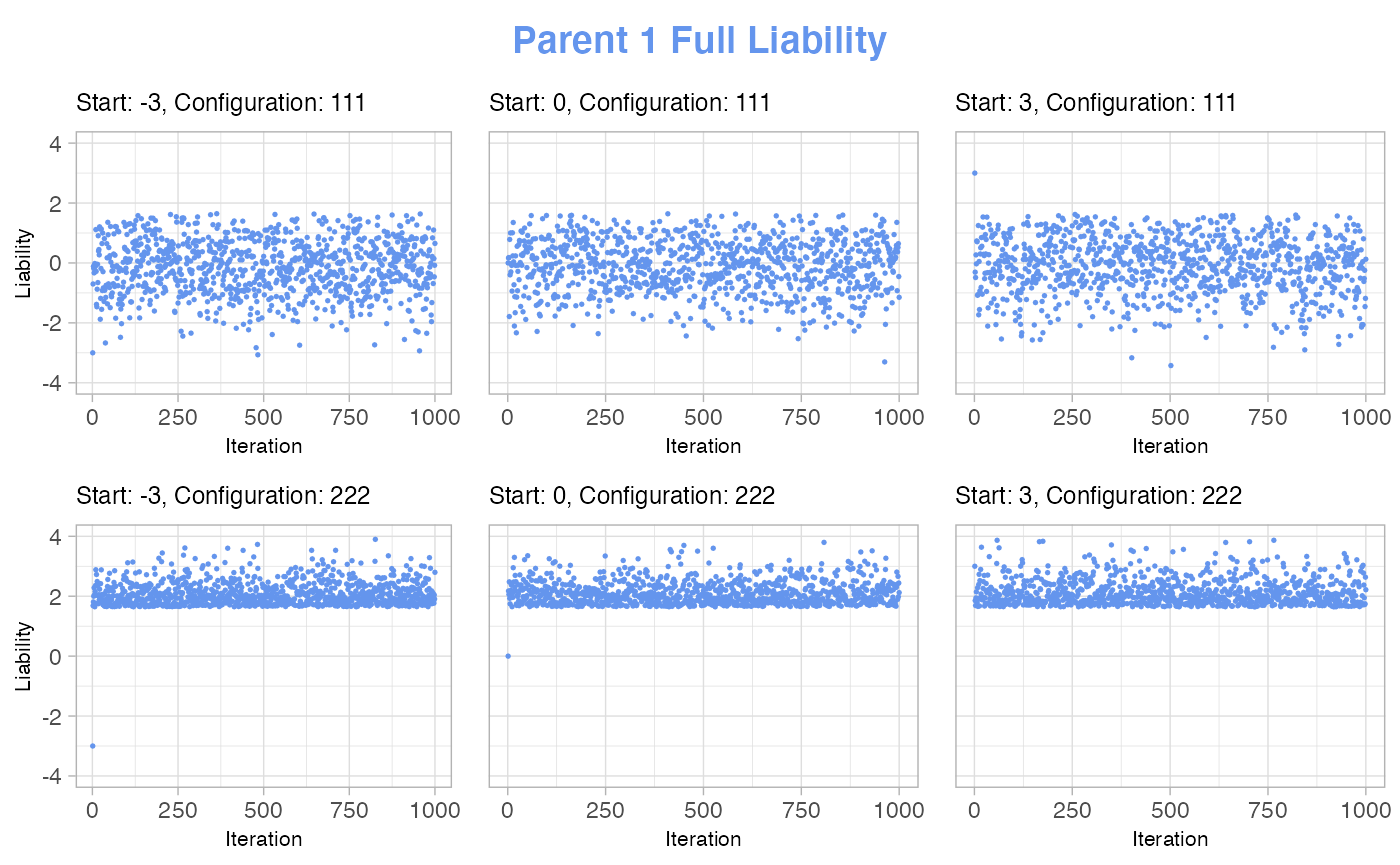 Parent 1 Full Liability
Start: -3, Configuration: 111
Start: 0, Configuration: 111
Start: 3, Configuration: 111
4
2
0
-2
-4
Liability
0 250 500 750 1000
0 250 500 750 1000
0 250 500 750 1000
Iteration
Iteration
Iteration
Start: -3, Configuration: 222
Start: 0, Configuration: 222
Start: 3, Configuration: 222
4
2
0
-2
-4
Liability
0 250 500 750 1000
0 250 500 750 1000
0 250 500 750 1000
Iteration
Iteration
Iteration